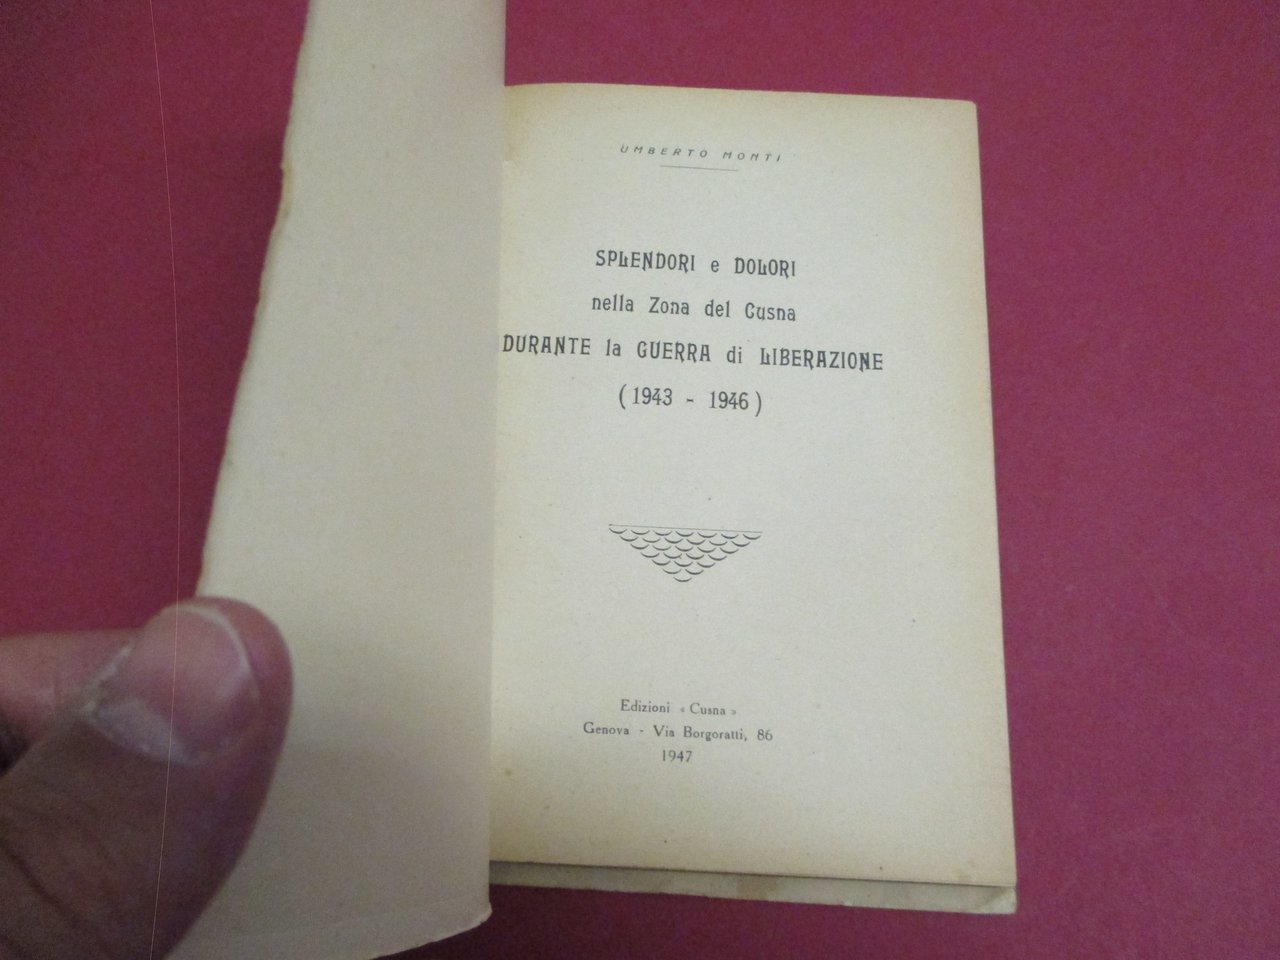 UMBERTO MONTI
SPLENDORI e DOLORI
nella Zona del Cusna
DURANTE la GUERRA di LIBERAZIONE
(1943 - 1946)
Edizioni « Cusna »
Genova - Via Borgoratti, 86
1947